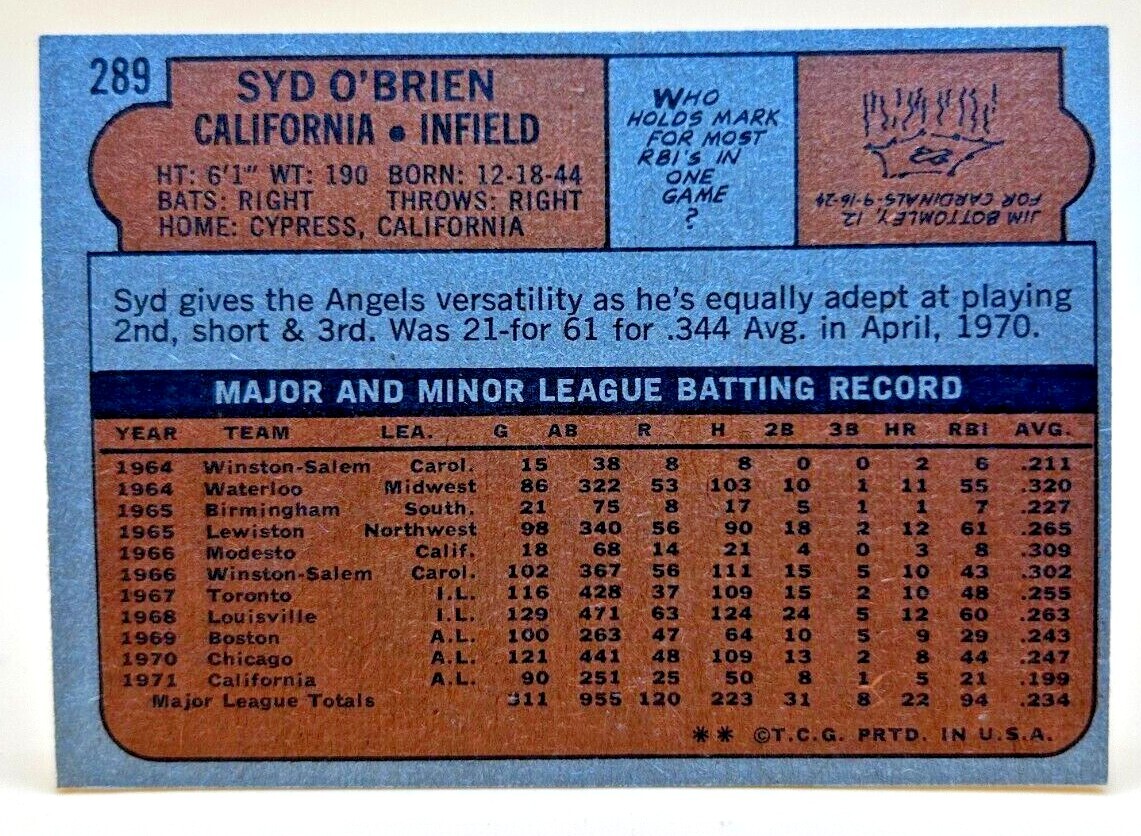 289
SYD O'BRIEN
CALIFORNIA • INFIELD
HT: 6'1" WT: 190 BORN: 12-18-44
BATS: RIGHT THROWS: RIGHT
HOME: CYPRESS, CALIFORNIA
WHO
HOLDS MARK
FOR MOST
RBI'S IN
ONE
GAME
?
JIM BOTTOMLEY, 12
FOR CARDINALS-9-16-24
Syd gives the Angels versatility as he's equally adept at playing
2nd, short & 3rd. Was 21-for 61 for .344 Avg. in April, 1970.
MAJOR AND MINOR LEAGUE BATTING RECORD
YEAR TEAM LEA. G AB R H 2B 3B HR RBI AVG.
1964 Winston-Salem Carol. 15 38 8 8 0 0 2 6 .211
1964 Waterloo Midwest 86 322 53 103 10 1 11 55 .320
1965 Birmingham South. 21 75 8 17 5 1 1 7 .227
1965 Lewiston Northwest 98 340 56 90 18 2 12 61 .265
1966 Modesto Calif. 18 68 14 21 4 0 3 8 .309
1966 Winston-Salem Carol. 102 367 56 111 15 5 10 43 .302
1967 Toronto I.L. 116 428 37 109 15 2 10 48 .255
1968 Louisville I.L. 129 471 63 124 24 5 12 60 .263
1969 Boston A.L. 100 263 47 64 10 5 9 29 .243
1970 Chicago A.L. 121 441 48 109 13 2 8 44 .247
1971 California A.L. 90 251 25 50 8 1 5 21 .199
Major League Totals 311 955 120 223 31 8 22 94 .234
** ©T.C.G. PRTD. IN U.S.A.